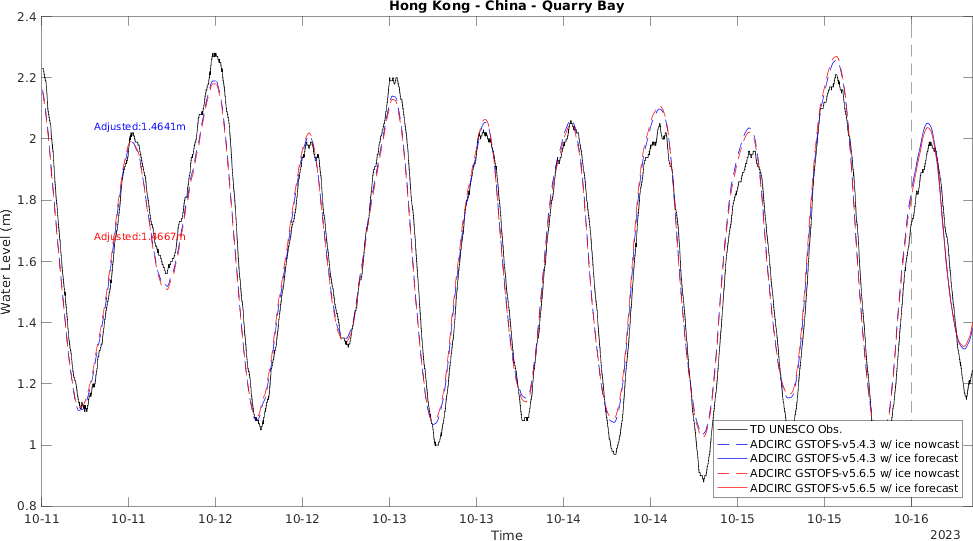 Hong Kong - China - Quarry Bay
2.4
2.2
2
1.8
1.6
1.4
1.2
1
0.8
Water Level (m)
Adjusted:1.4641m
Adjusted:1.4667m
TD UNESCO Obs.
ADCIRC GSTOFS-v5.4.3 w/ ice nowcast
ADCIRC GSTOFS-v5.4.3 w/ ice forecast
ADCIRC GSTOFS-v5.6.5 w/ ice nowcast
ADCIRC GSTOFS-v5.6.5 w/ ice forecast
10-11 10-11 10-12 10-12 10-13 10-13 10-14 10-14 10-15 10-15 10-16
Time
2023